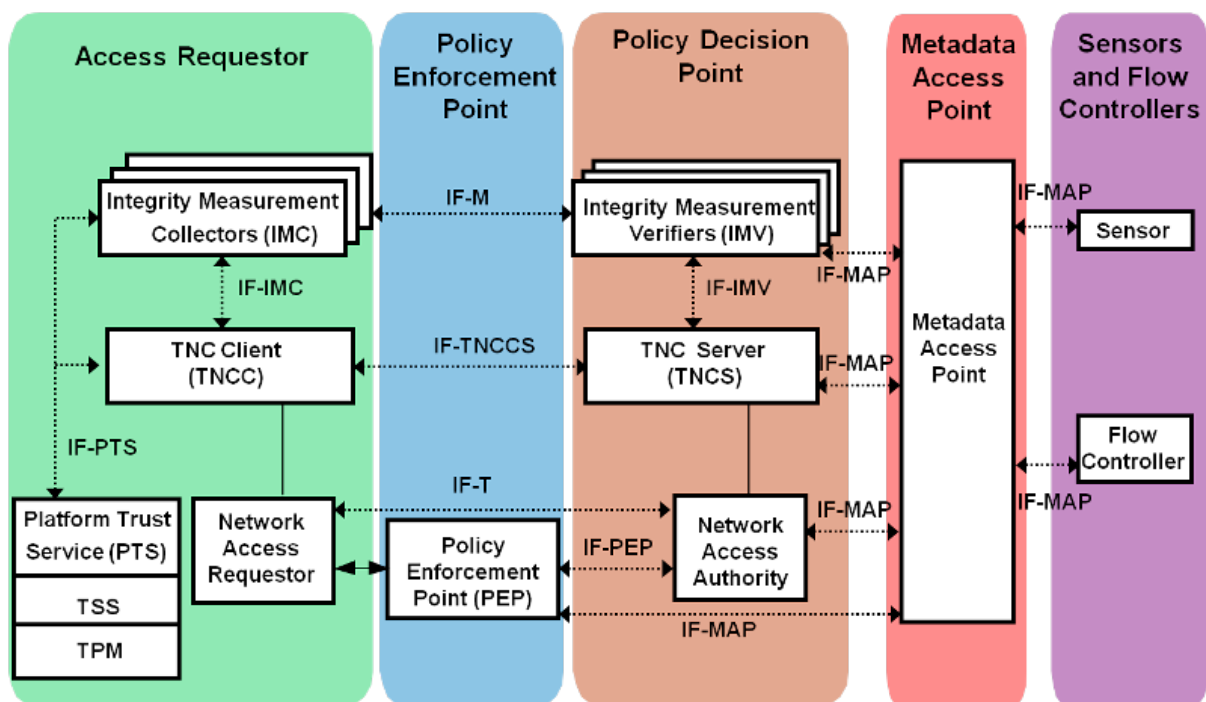 Access Requestor
Policy
Enforcement
Point
Policy Decision
Point
Metadata
Access
Point
Sensors
and Flow
Controllers
Integrity Measurement
Collectors (IMC)
IF-M
Integrity Measurement
Verifiers (IMV)
IF-MAP
Sensor
IF-MAP
IF-IMC
IF-IMV
TNC Client
(TNCC)
IF-TNCCS
TNC Server
(TNCS)
IF-MAP
Metadata
Access
Point
IF-PTS
Flow
Controller
IF-MAP
IF-T
Platform Trust
Service (PTS)
TSS
TPM
Network
Access
Requestor
Policy
Enforcement
Point (PEP)
IF-PEP
Network
Access
Authority
IF-MAP
IF-MAP